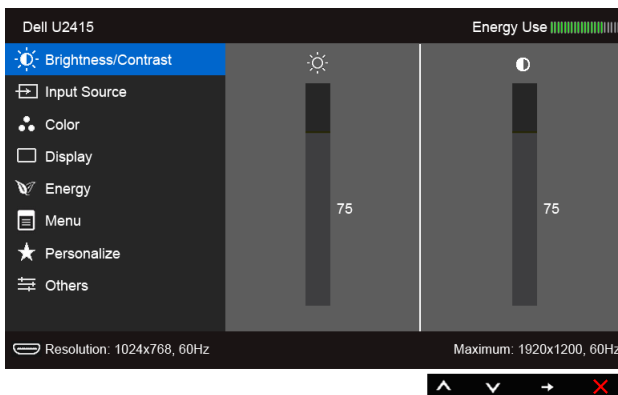 Dell U2415 Energy Use
Brightness/Contrast
Input Source
Color
Display
Energy
75 75
Menu
Personalize
Others
Resolution: 1024x768, 60Hz Maximum: 1920x1200, 60Hz